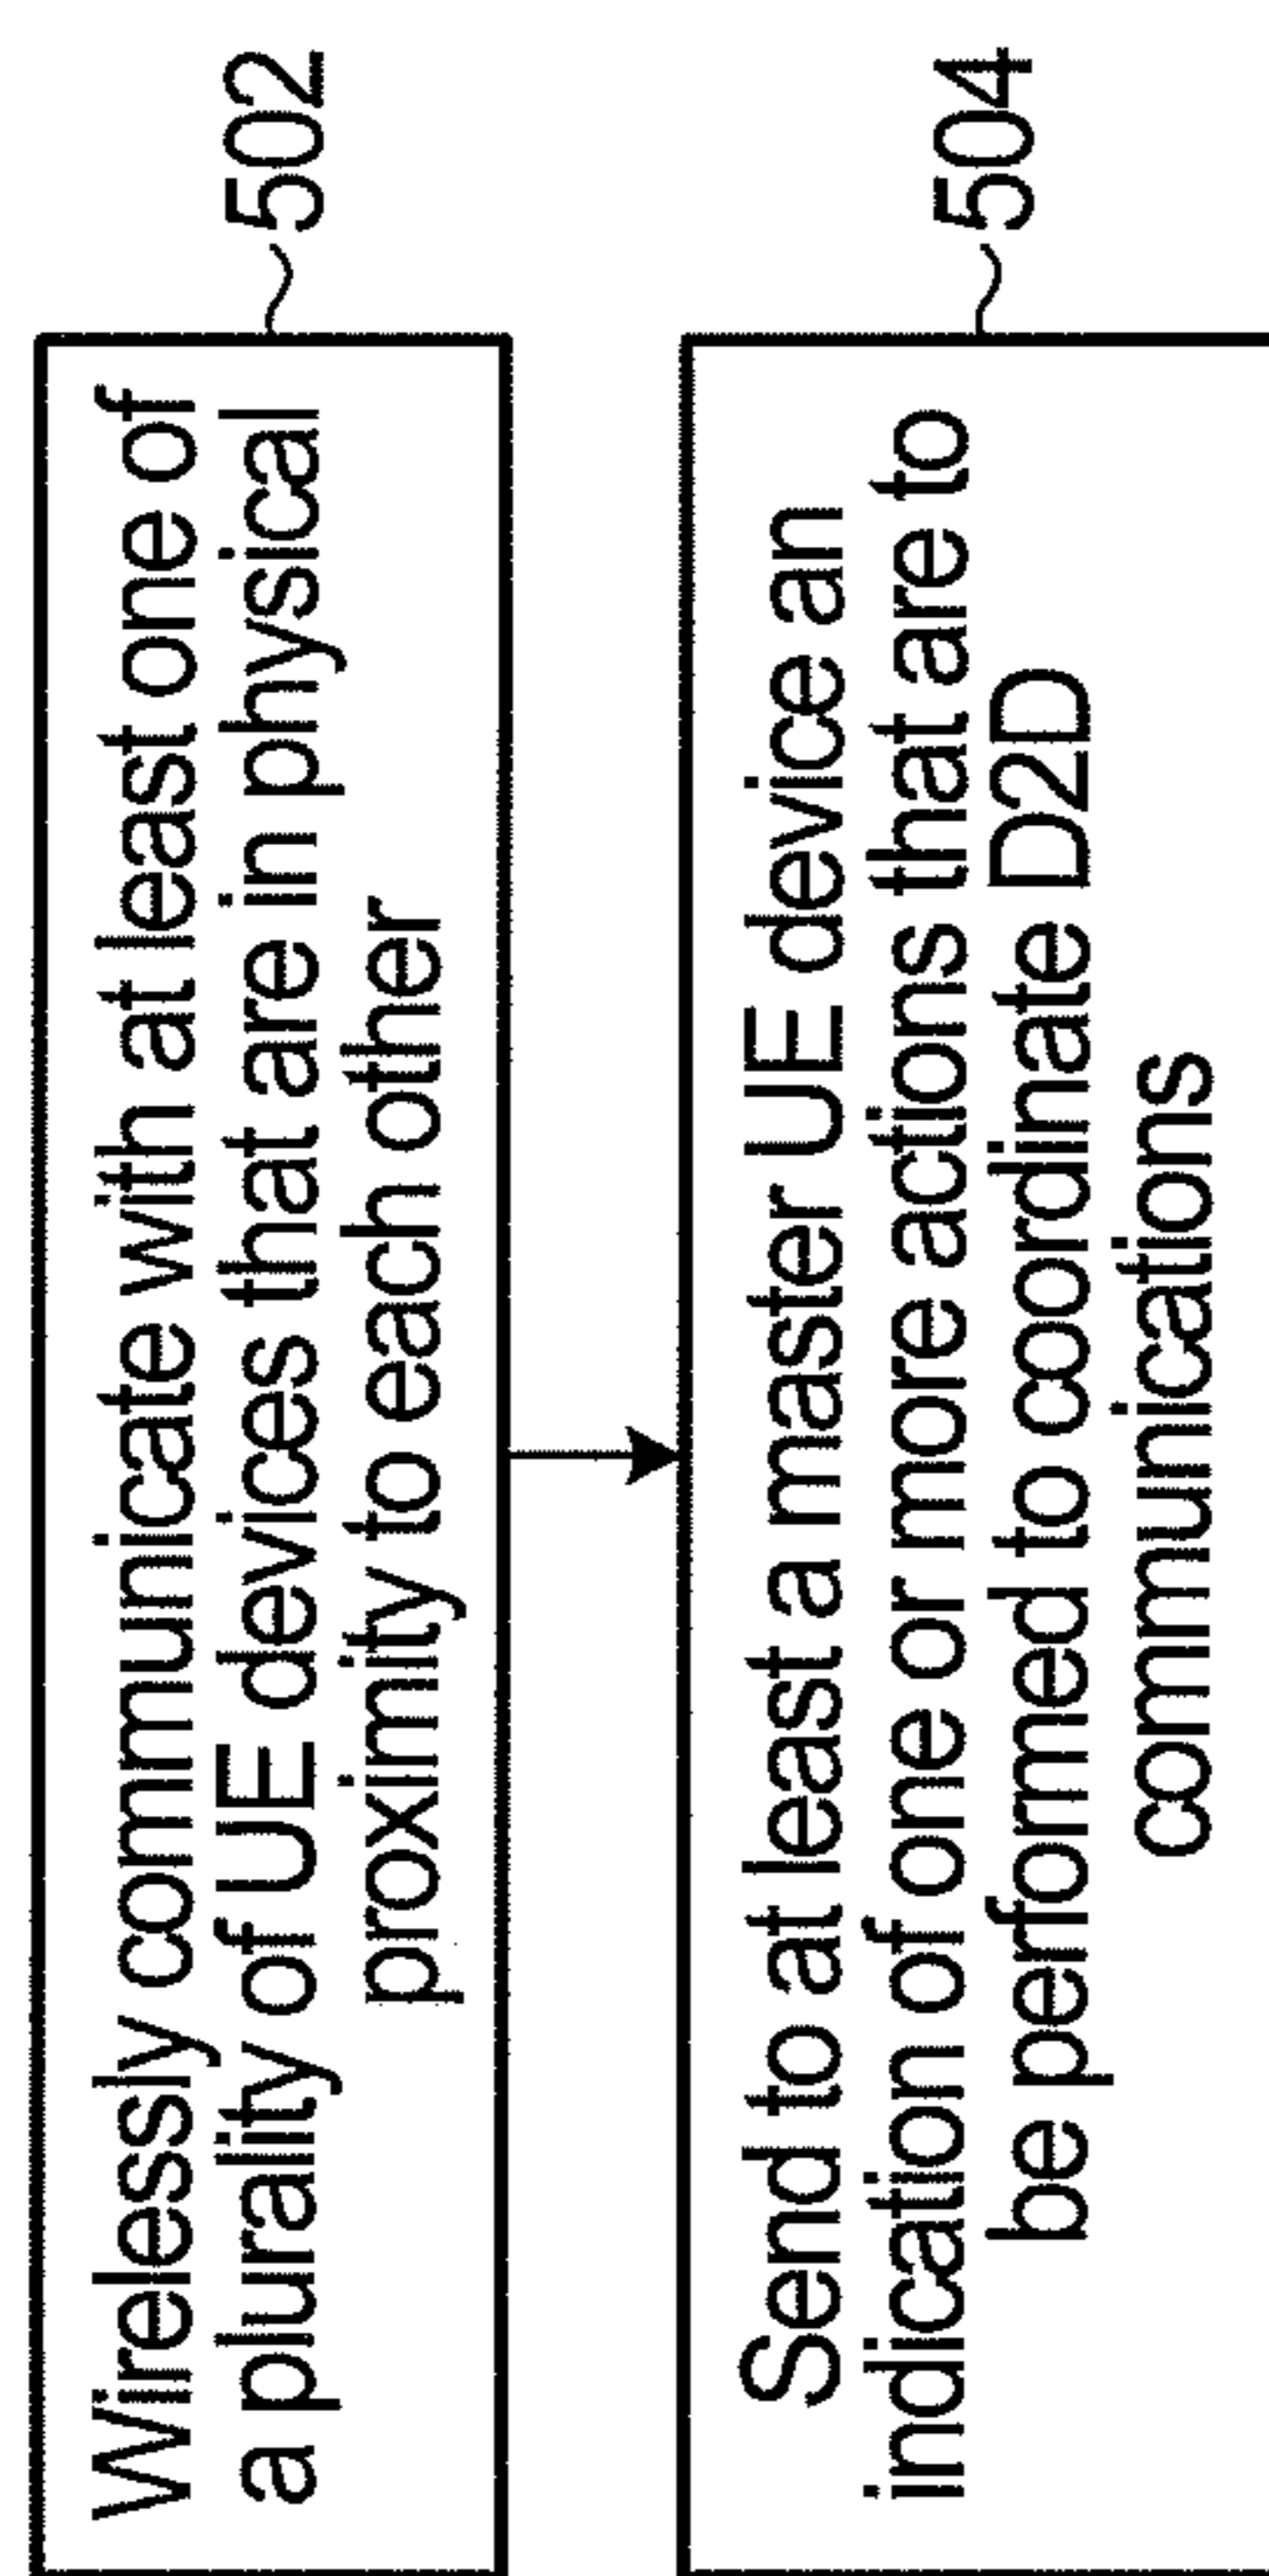 Wirelessly communicate with at least one of
a plurality of UE devices that are in physical
proximity to each other
502
Send to at least a master UE device an
indication of one or more actions that are to
be performed to coordinate D2D
communications
504